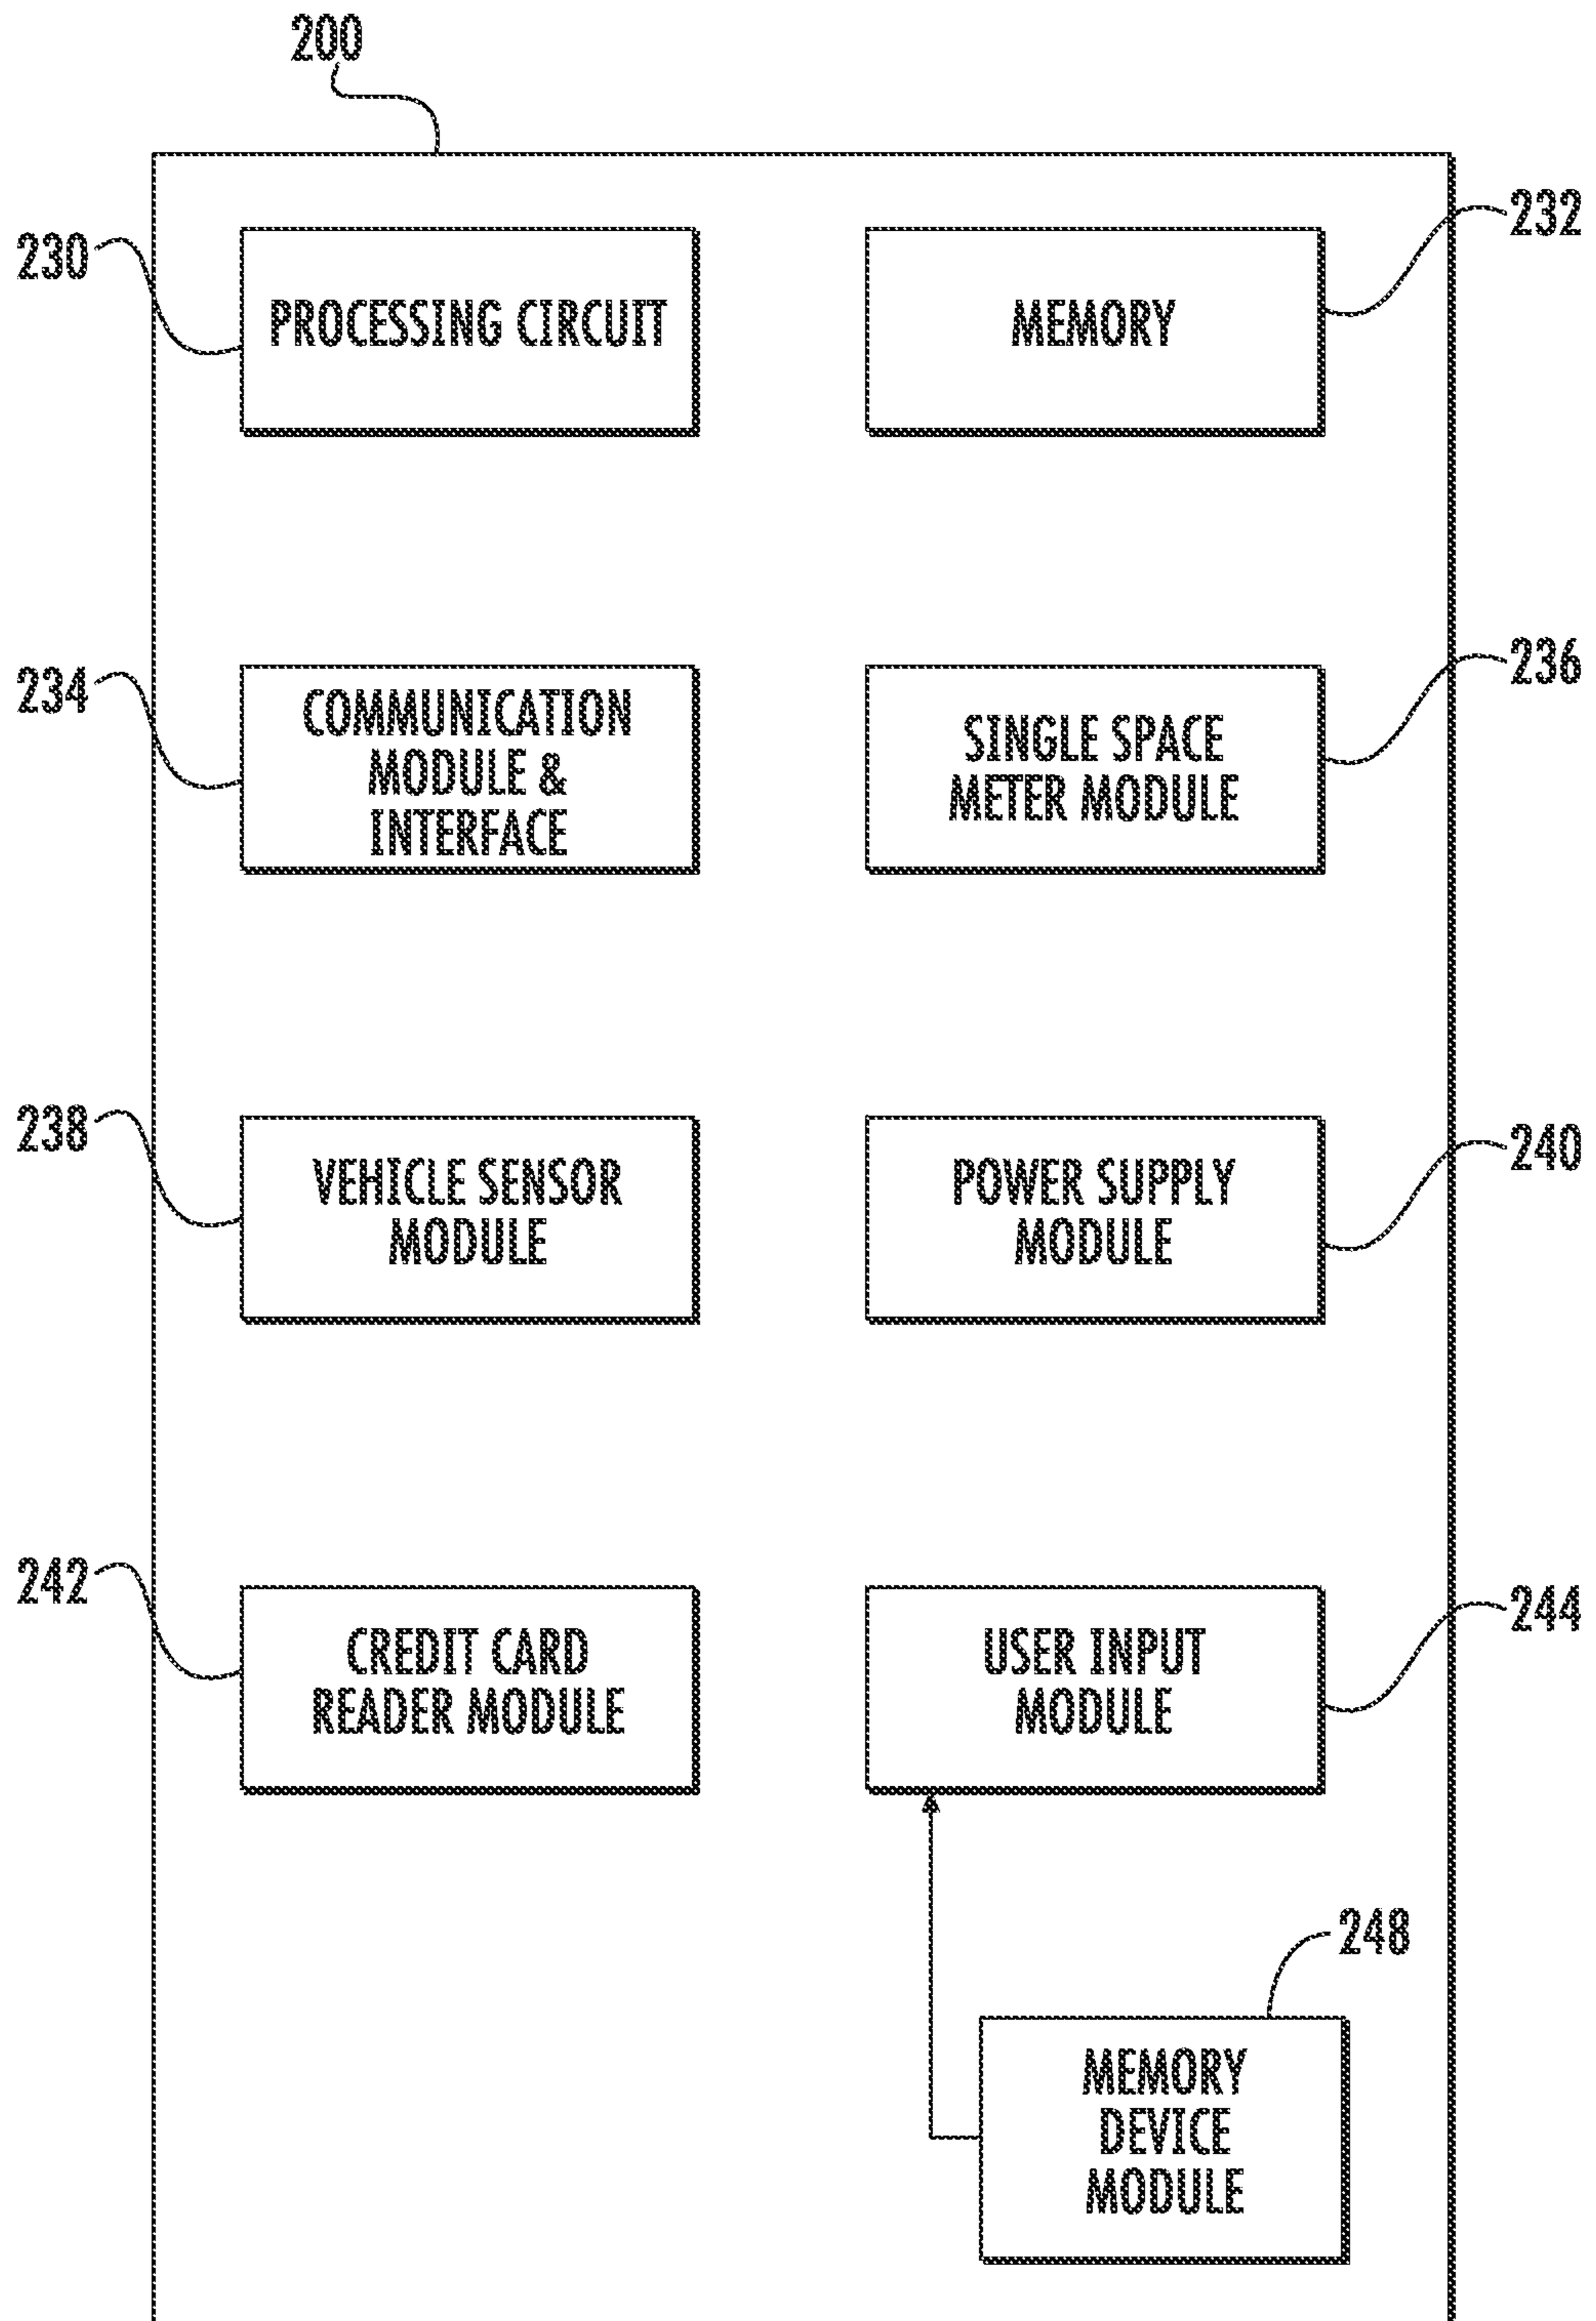 200
230
PROCESSING CIRCUIT
MEMORY
232
234
COMMUNICATION
MODULE &
INTERFACE
SINGLE SPACE
METER MODULE
236
238
VEHICLE SENSOR
MODULE
POWER SUPPLY
MODULE
240
242
CREDIT CARD
READER MODULE
USER INPUT
MODULE
244
248
MEMORY
DEVICE
MODULE